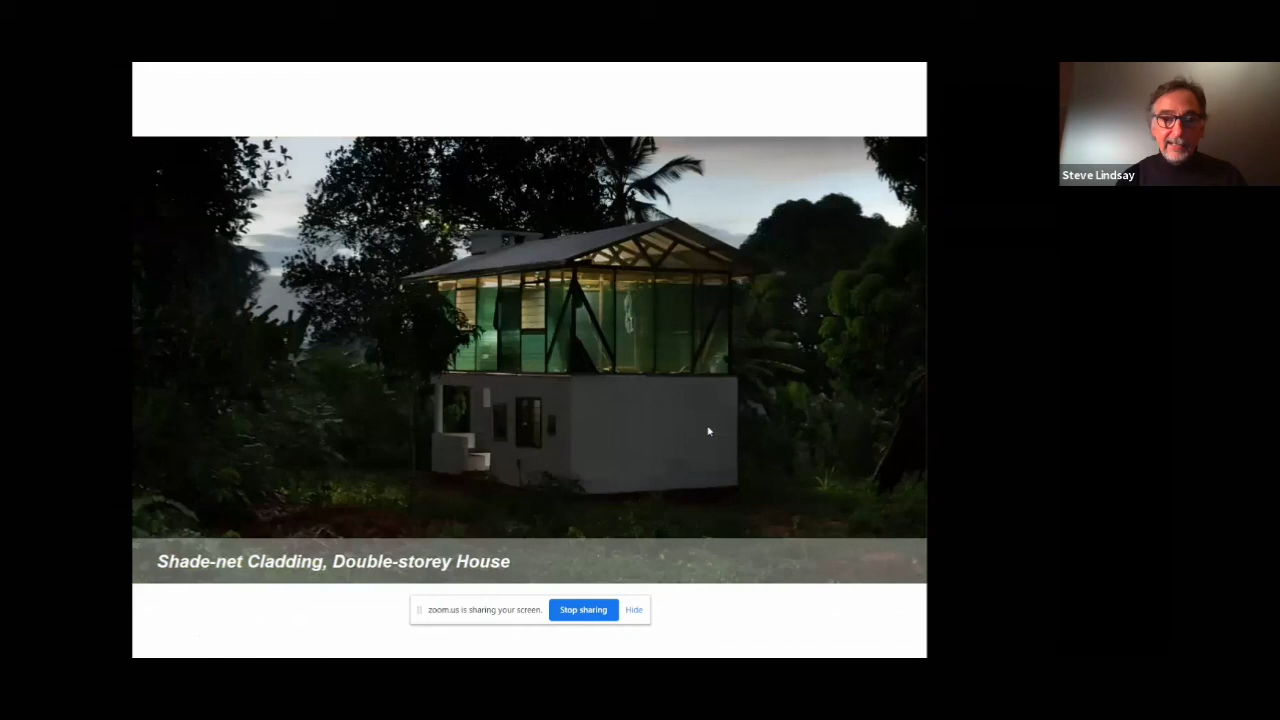 Steve Lindsay
Shade-net Cladding, Double-storey House
zoom.us is sharing your screen. Stop sharing Hide